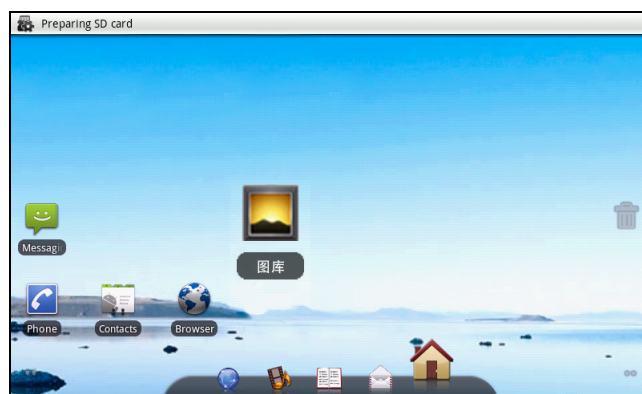 Preparing SD card
Messagi
图库
Phone
Contacts
Browser